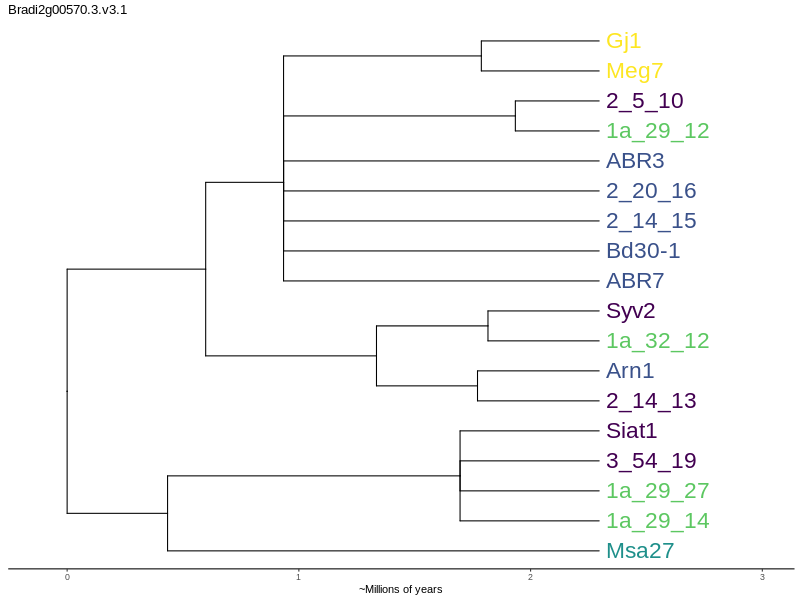 Bradi2g00570.3.v3.1
Gj1
Meg7
2_5_10
1a_29_12
ABR3
2_20_16
2_14_15
Bd30-1
ABR7
Syv2
1a_32_12
Arn1
2_14_13
Siat1
3_54_19
1a_29_27
1a_29_14
Msa27
0 1 2 3
~Millions of years